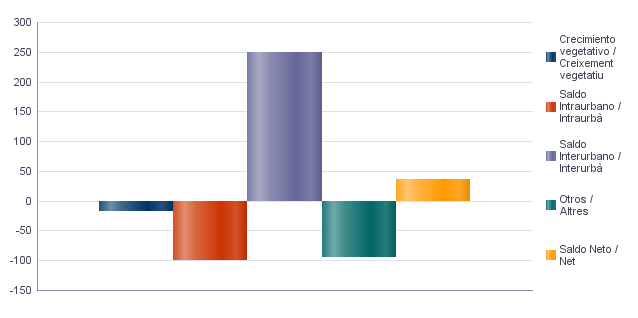 300
250
200
150
100
50
0
-50
-100
-150
Crecimiento
vegetativo /
Creixement
vegetatiu
Saldo
Intraurbano /
Intraurbà
Saldo
Interurbano /
Interurbà
Otros /
Altres
Saldo Neto /
Net